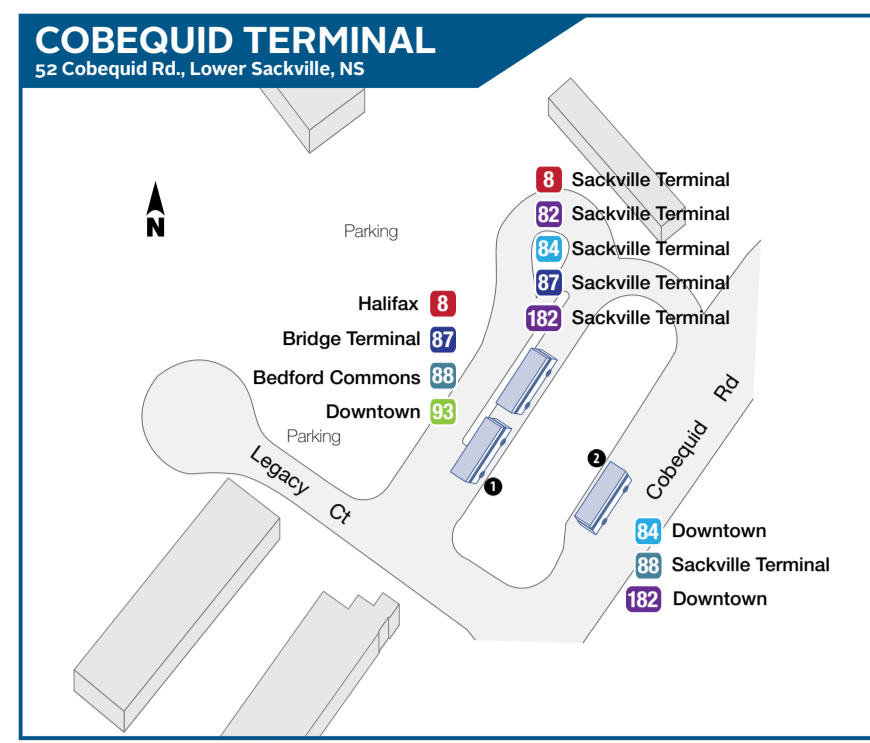 COBEQUID TERMINAL
52 Cobequid Rd., Lower Sackville, NS
N
Parking
8 Sackville Terminal
82 Sackville Terminal
84 Sackville Terminal
87 Sackville Terminal
182 Sackville Terminal
Halifax 8
Bridge Terminal 87
Bedford Commons 88
Downtown 93
Parking
Legacy Ct
1
2
Cobequid Rd
84 Downtown
88 Sackville Terminal
182 Downtown